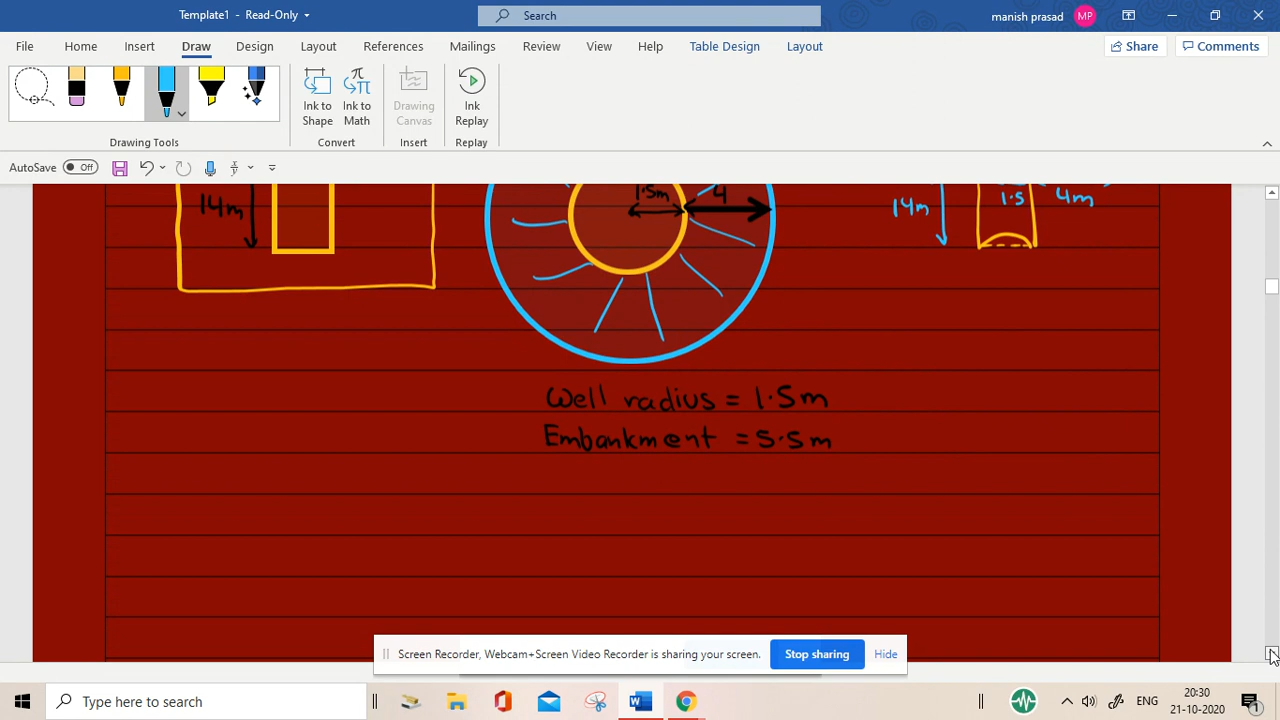 Template1 - Read-Only
Search
manish prasad
MP
File Home Insert Draw Design Layout References Mailings Review View Help Table Design Layout
Share
Comments
Ink to Shape
Ink to Math
Drawing Canvas
Ink Replay
Drawing Tools
Convert
Insert
Replay
AutoSave Off
14m
1.5m
4
14m
1.5
4m
Well radius = 1.5m
Embankment = 5.5m
Screen Recorder, Webcam+Screen Video Recorder is sharing your screen.
Stop sharing
Hide
Type here to search
ENG
20:30
21-10-2020
1